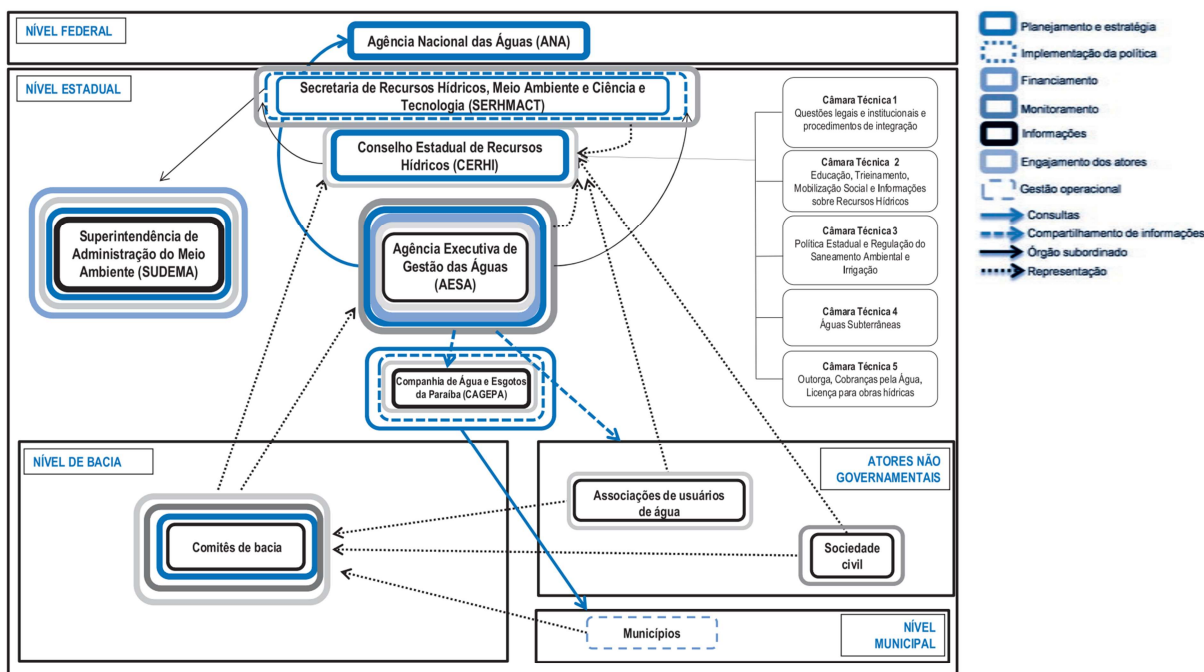 NÍVEL FEDERAL
Agência Nacional das Águas (ANA)
NÍVEL ESTADUAL
Secretaria de Recursos Hídricos, Meio Ambiente e Ciência e
Tecnologia (SERHMACT)
Conselho Estadual de Recursos
Hídricos (CERHI)
Superintendência de
Administração do Meio
Ambiente (SUDEMA)
Agência Executiva de
Gestão das Águas
(AESA)
Companhia de Água e Esgotos
da Paraíba (CAGEPA)
Câmara Técnica 1
Questões legais e institucionais e
procedimentos de integração
Câmara Técnica 2
Educação, Trieinamento,
Mobilização Social e Informações
sobre Recursos Hídricos
Câmara Técnica 3
Política Estadual e Regulação do
Saneamento Ambiental e
Irrigação
Câmara Técnica 4
Águas Subterrâneas
Câmara Técnica 5
Outorga, Cobranças pela Água,
Licença para obras hídricas
NÍVEL DE BACIA
Comitês de bacia
ATORES NÃO
GOVERNAMENTAIS
Associações de usuários
de água
Sociedade
civil
Municípios
NÍVEL
MUNICIPAL
Planejamento e estratégia
Implementação da política
Financiamento
Monitoramento
Informações
Engajamento dos atores
Gestão operacional
Consultas
Compartilhamento de informações
Órgão subordinado
Representação